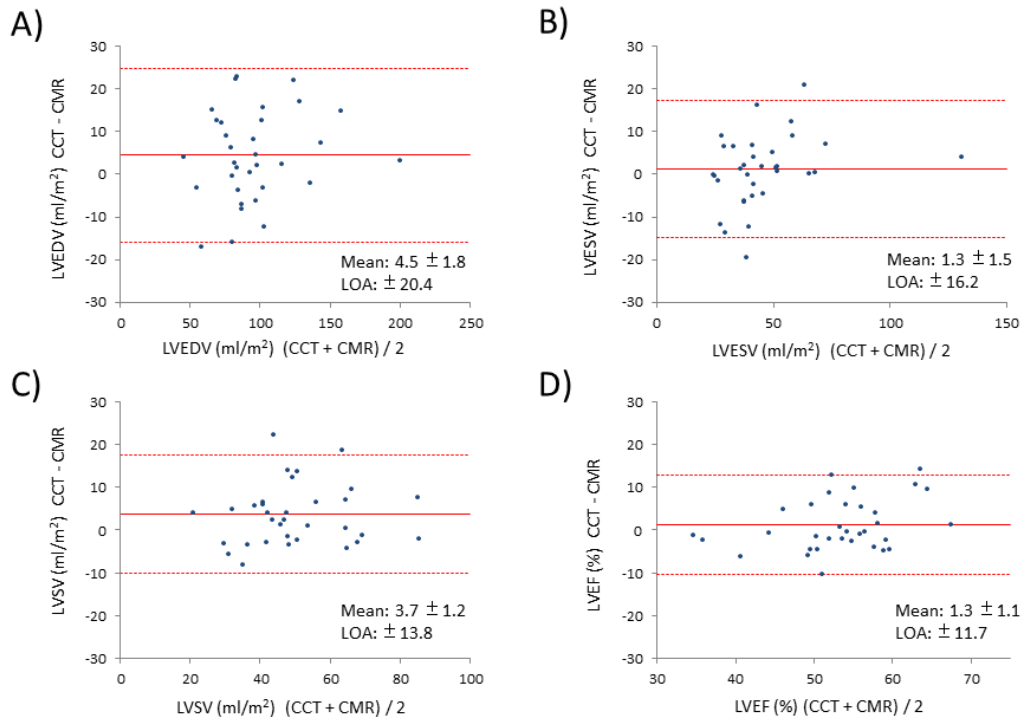 A)
30
20
10
0
-10
-20
-30
LVEDV (ml/m²) CCT - CMR
Mean: 4.5 ± 1.8
LOA: ± 20.4
0 50 100 150 200 250
LVEDV (ml/m²) (CCT + CMR) / 2
B)
30
20
10
0
-10
-20
-30
LVESV (ml/m²) CCT - CMR
Mean: 1.3 ± 1.5
LOA: ± 16.2
0 50 100 150
LVESV (ml/m²) (CCT + CMR) / 2
C)
30
20
10
0
-10
-20
-30
LVSV (ml/m²) CCT - CMR
Mean: 3.7 ± 1.2
LOA: ± 13.8
0 20 40 60 80 100
LVSV (ml/m²) (CCT + CMR) / 2
D)
30
20
10
0
-10
-20
-30
LVEF (%) CCT - CMR
Mean: 1.3 ± 1.1
LOA: ± 11.7
30 40 50 60 70
LVEF (%) (CCT + CMR) / 2